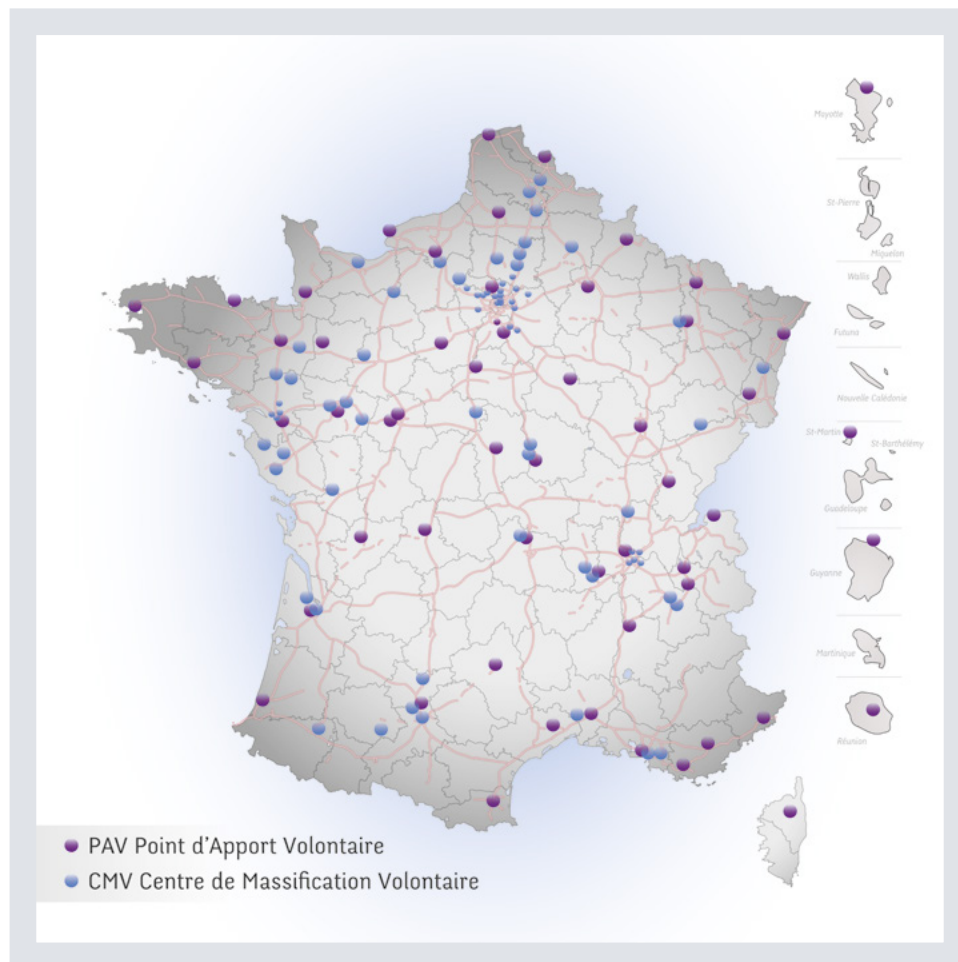 Mayotte
St-Pierre
Miquelon
Wallis
Futuna
Nouvelle Calédonie
St-Martin
St-Barthélémy
Guadeloupe
Guyanne
Martinique
Réunion
PAV Point d'Apport Volontaire
CMV Centre de Massification Volontaire